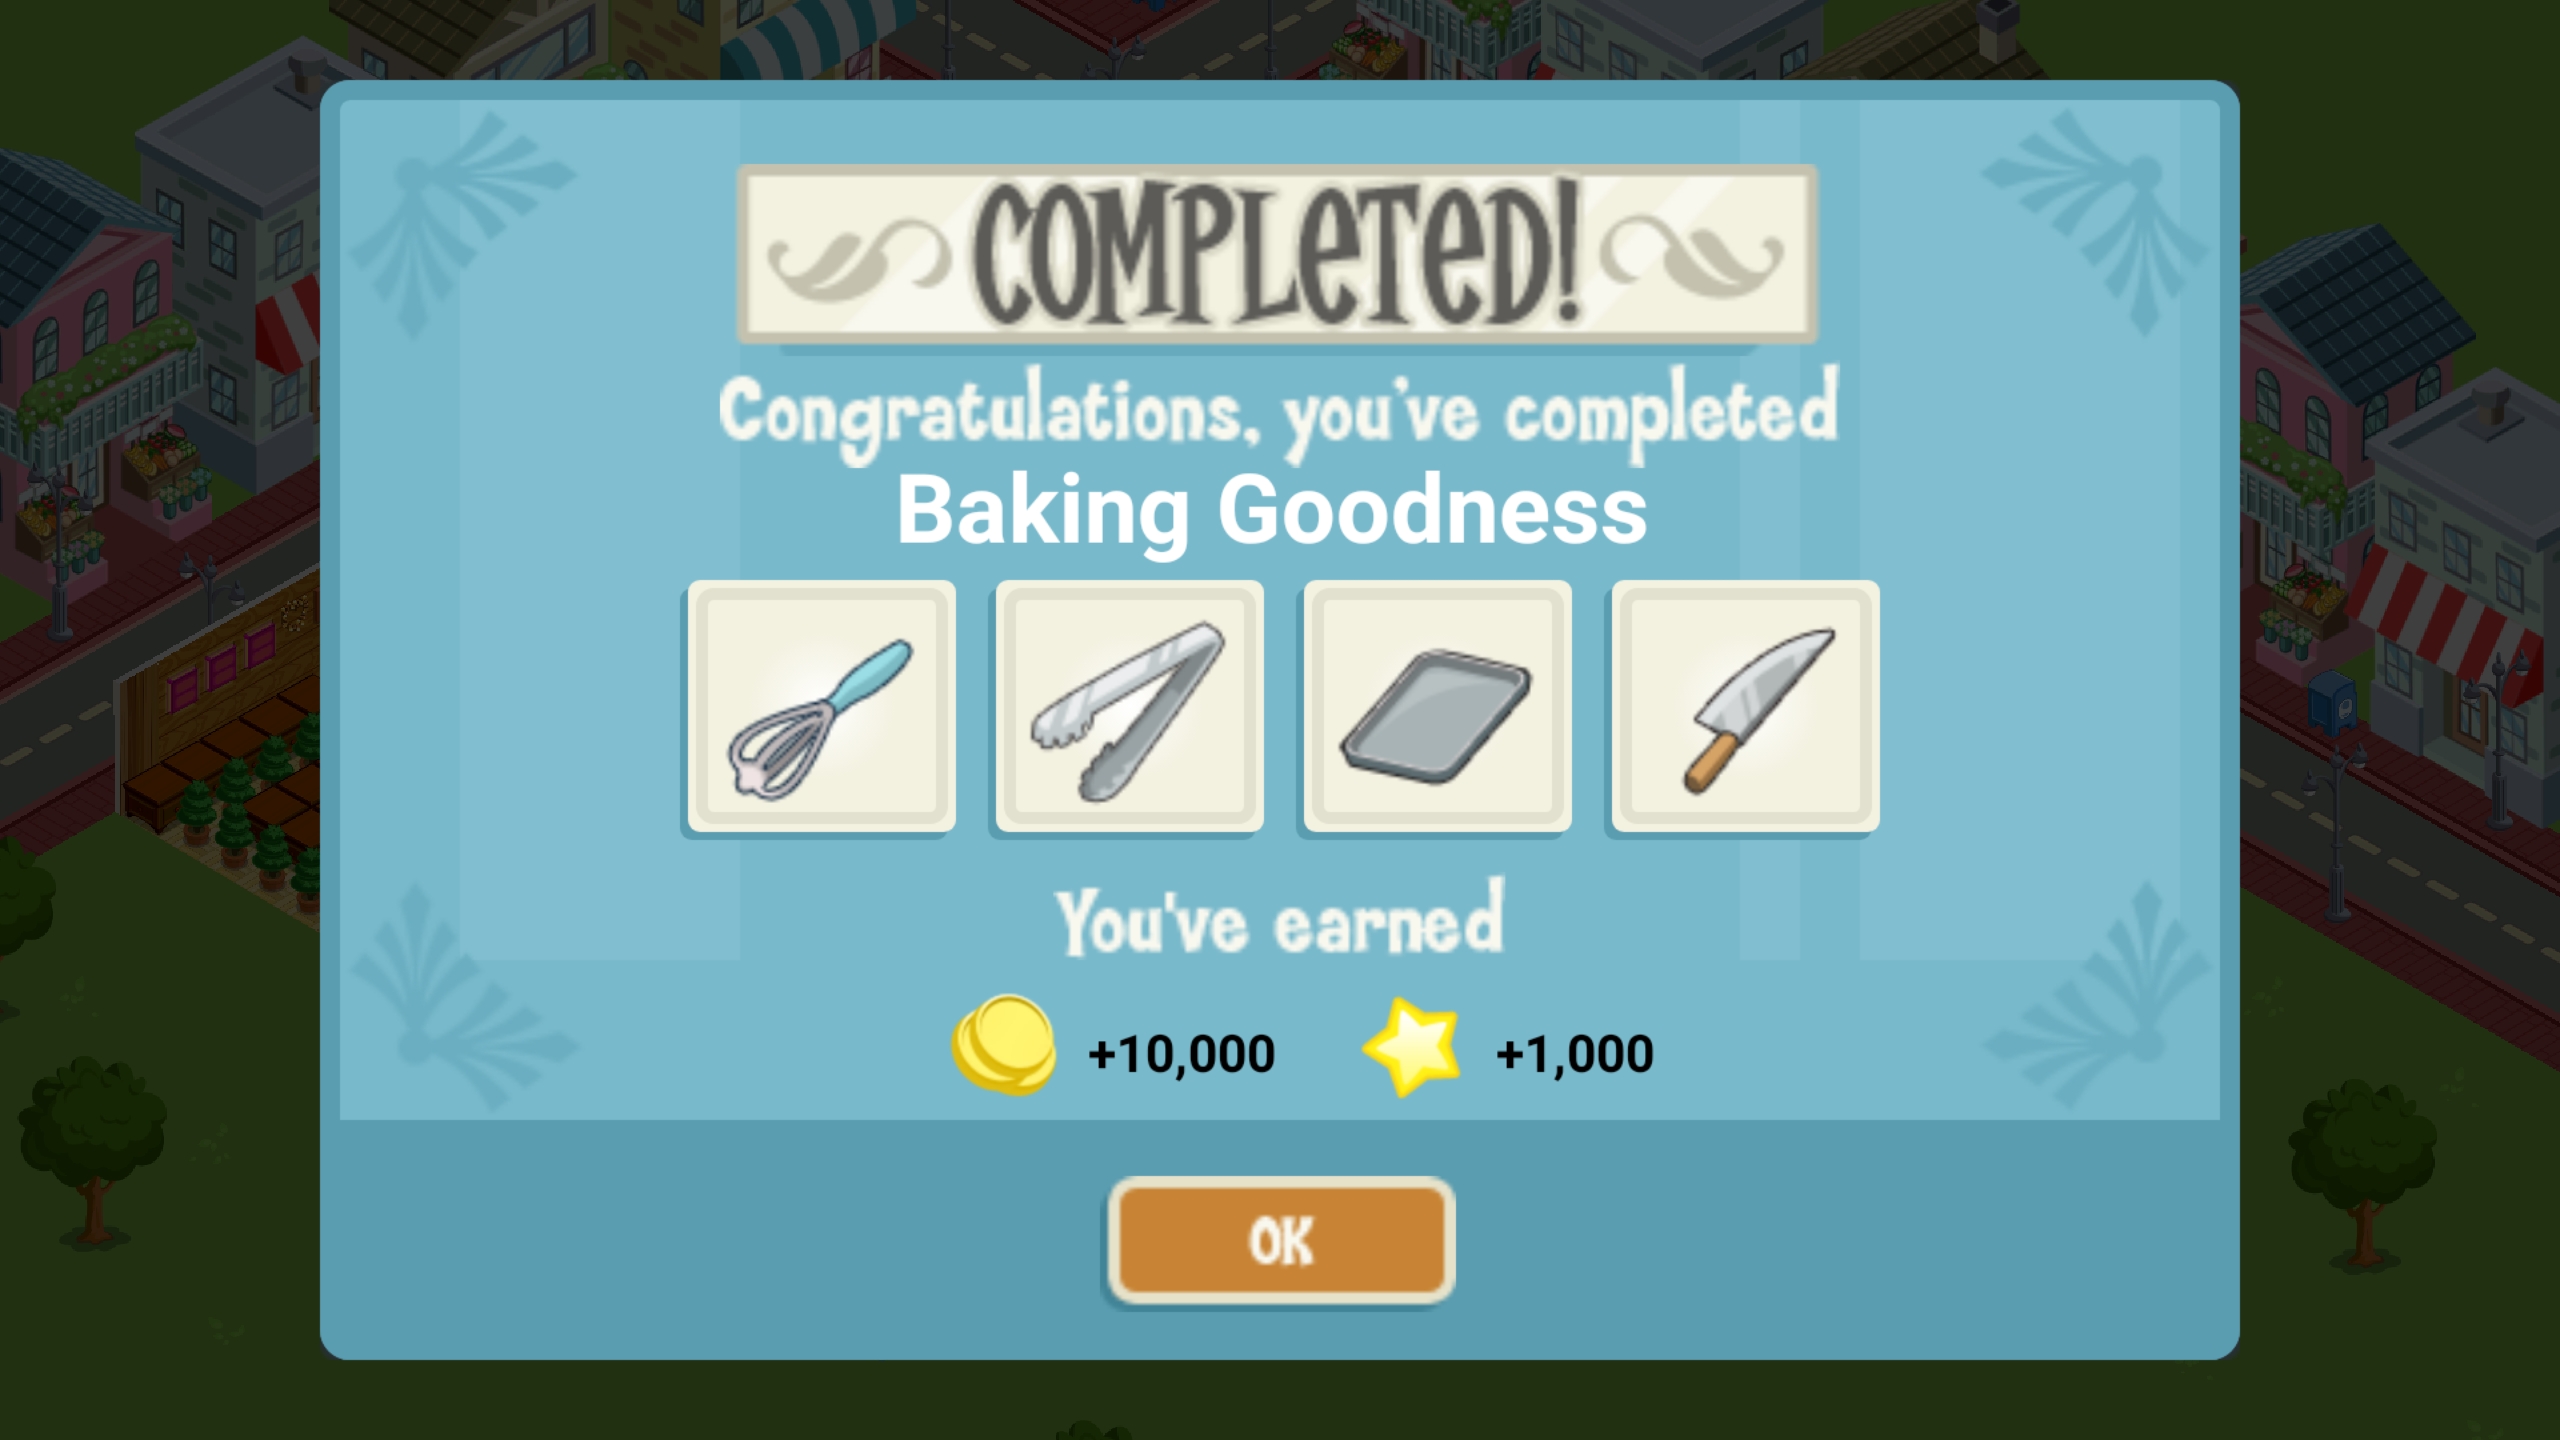 COMPLETED!
Congratulations, you've completed
Baking Goodness
You've earned
+10,000 +1,000
OK